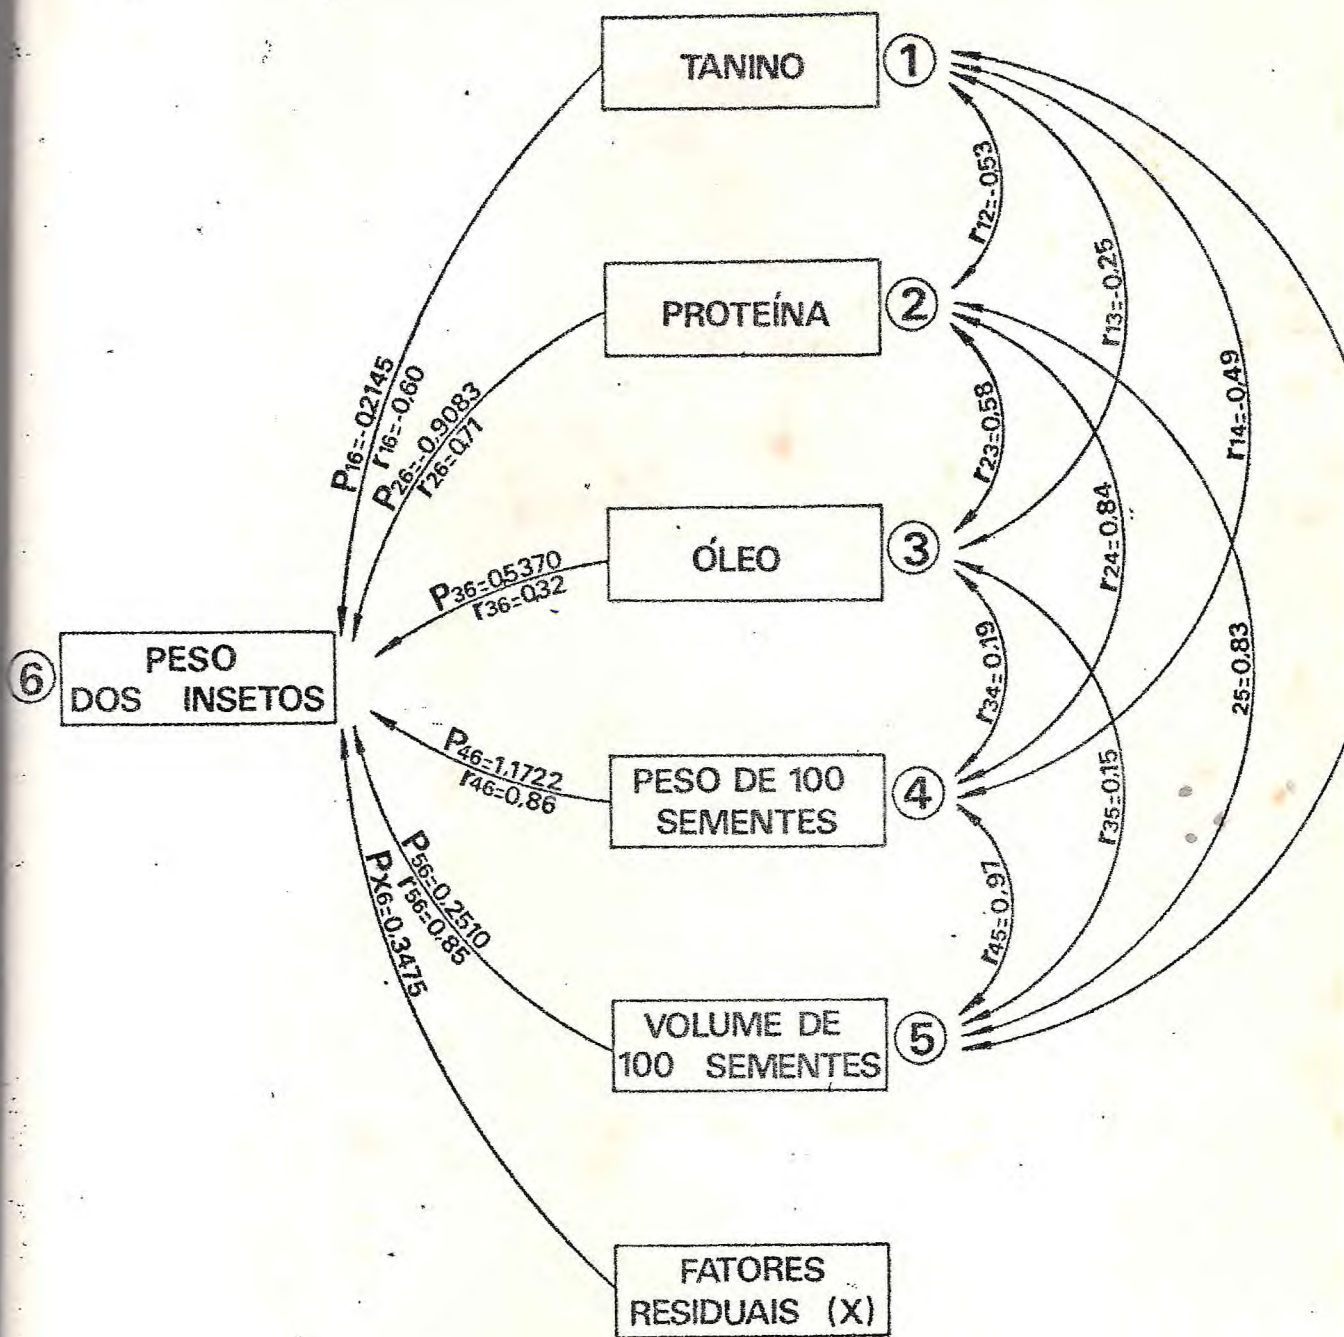 TANINO ①
r12=-0,53
r13=-0,25
r14=-0,49
PROTEÍNA ②
P16=-0,2145
r16=-0,60
P26=-0,9083
r26=0,71
r23=0,58
r24=0,84
25=0,83
ÓLEO ③
P36=0,5370
r36=0,32
r34=0,19
r35=0,15
⑥ PESO
DOS INSETOS
P46=1,1722
r46=0,86
PESO DE 100 ④
SEMENTES
P56=0,2510
r56=0,85
PX6=0,3475
r45=0,97
VOLUME DE ⑤
100 SEMENTES
FATORES
RESIDUAIS (X)